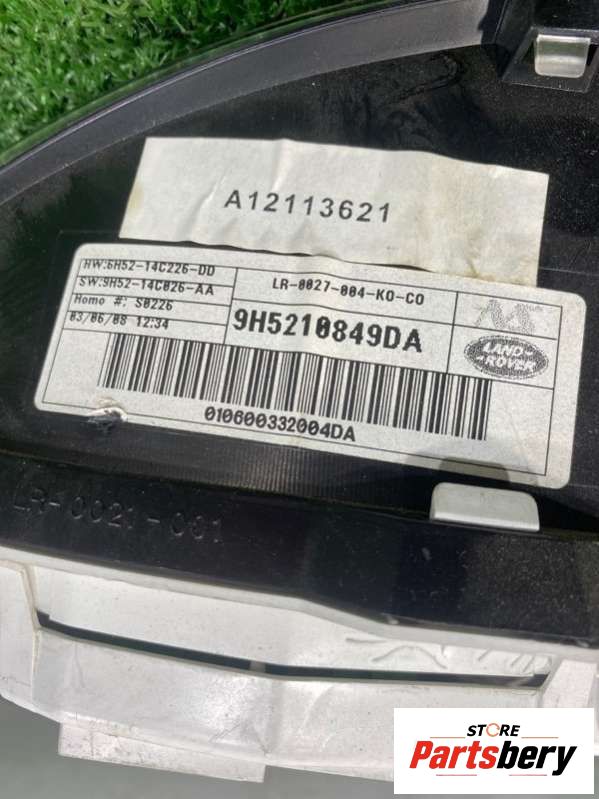 A12113621
HW:6H52-14C226-DD
SW:9H52-14C026-AA
Homo #: S0226
03/06/08 12:34
LR-0027-004-KO-CO
9H5210849DA
LAND-
ROVER
010600332004DA
LR-0021-001
STORE
Partsbery